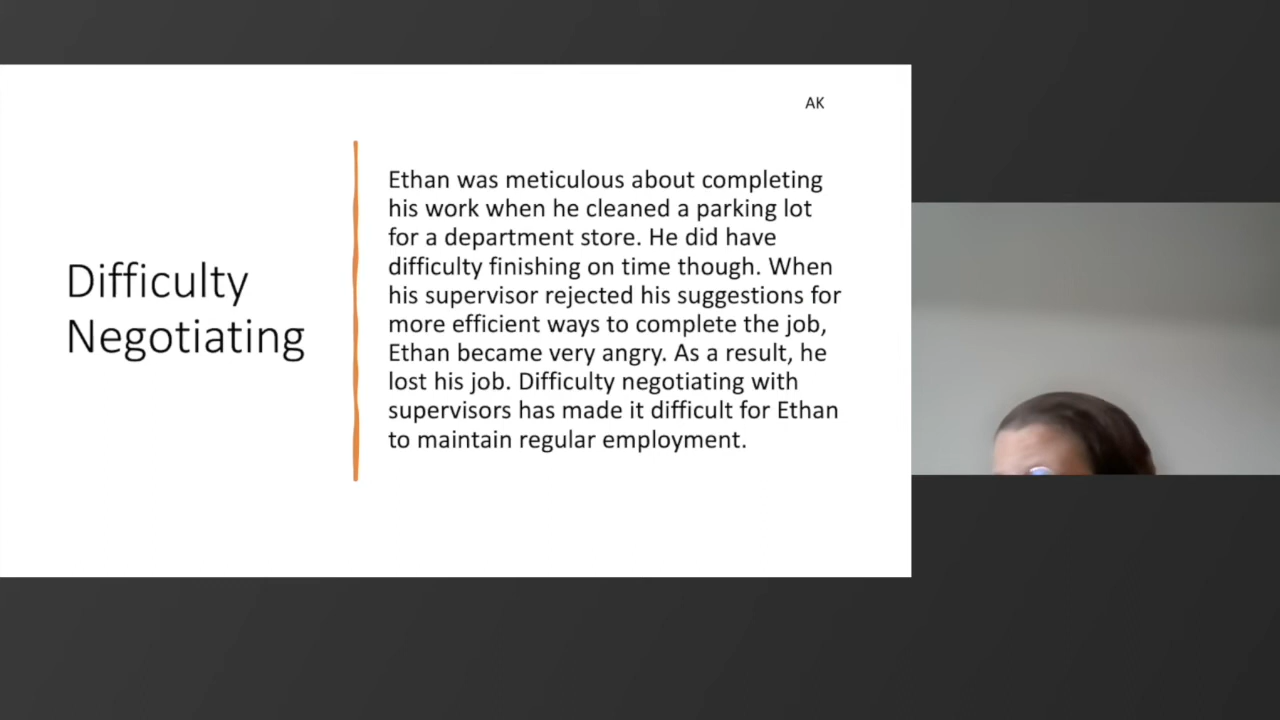 AK
Difficulty
Negotiating
Ethan was meticulous about completing
his work when he cleaned a parking lot
for a department store. He did have
difficulty finishing on time though. When
his supervisor rejected his suggestions for
more efficient ways to complete the job,
Ethan became very angry. As a result, he
lost his job. Difficulty negotiating with
supervisors has made it difficult for Ethan
to maintain regular employment.